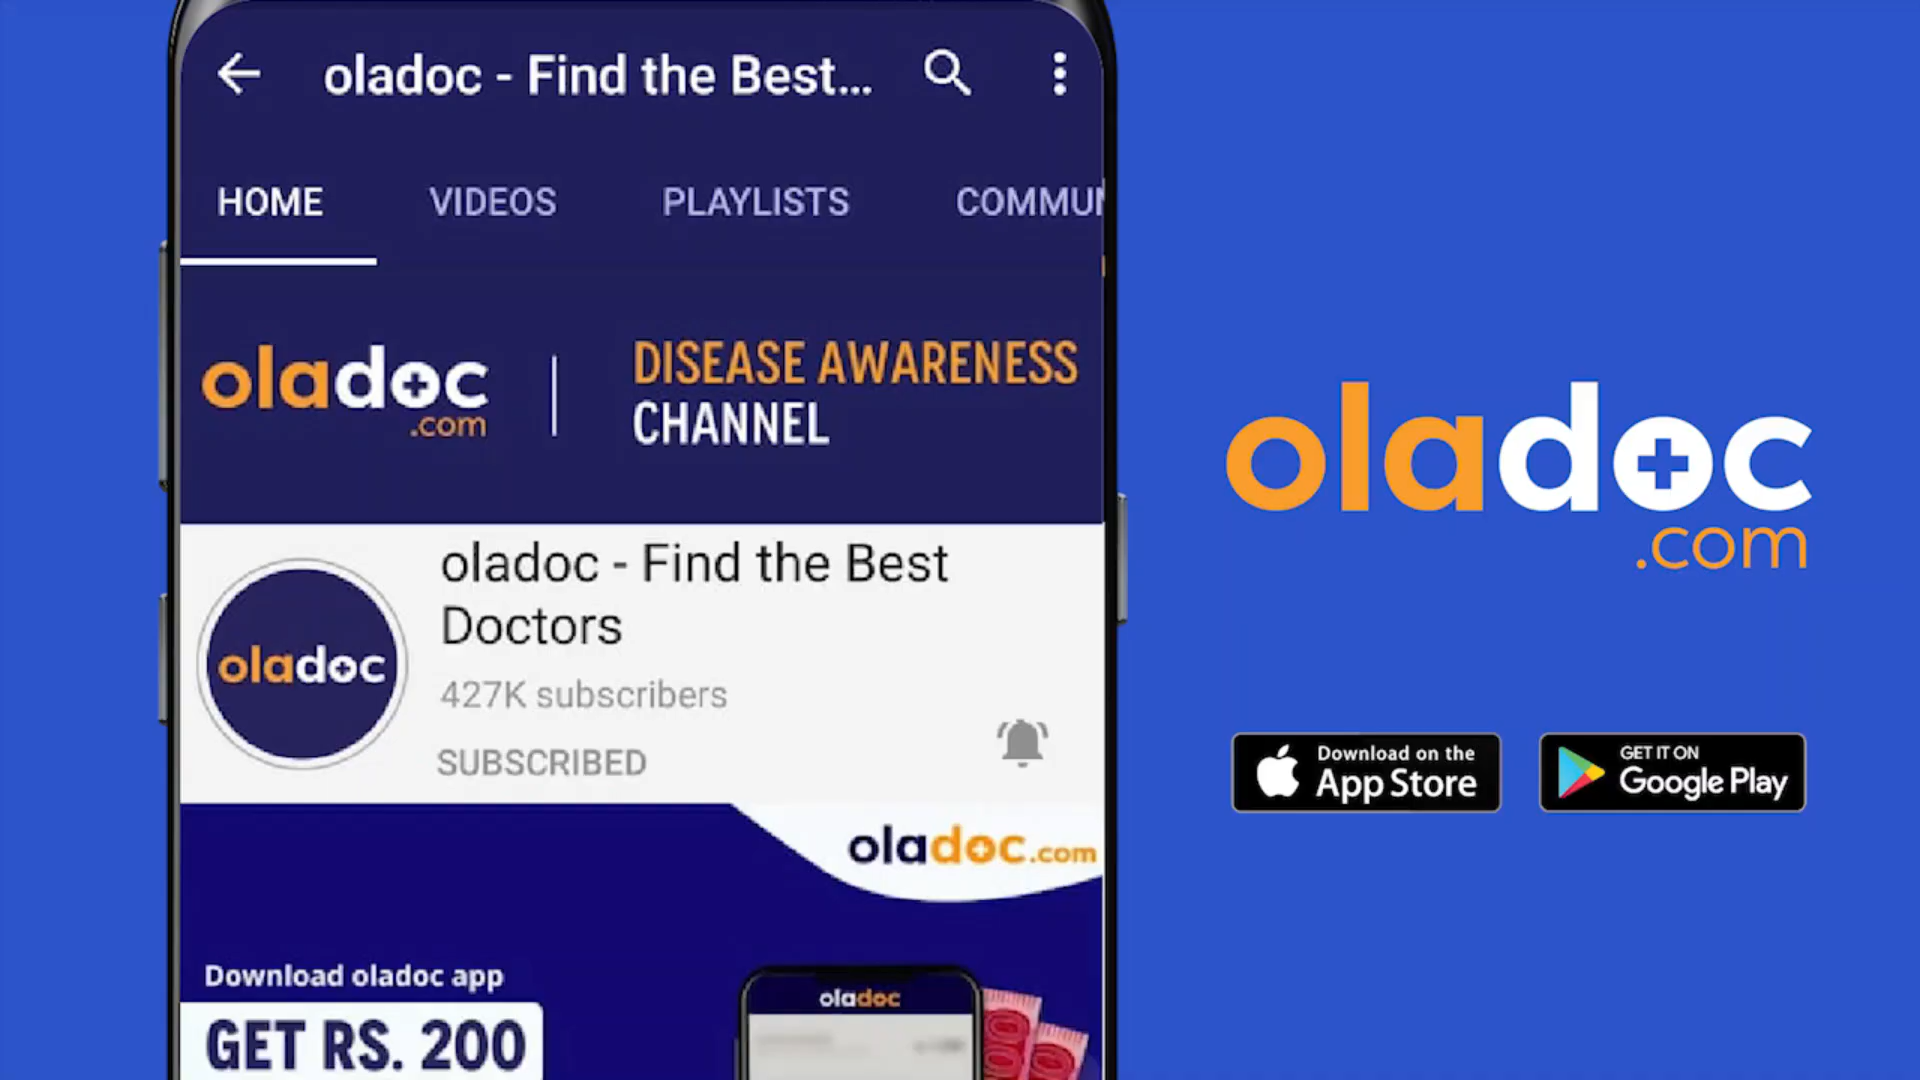 oladoc - Find the Best...
HOME VIDEOS PLAYLISTS COMMUN
oladoc
.com
DISEASE AWARENESS
CHANNEL
oladoc - Find the Best
Doctors
oladoc
427K subscribers
SUBSCRIBED
oladoc.com
Download oladoc app
GET RS. 200
oladoc
oladoc
.com
Download on the
App Store
GET IT ON
Google Play